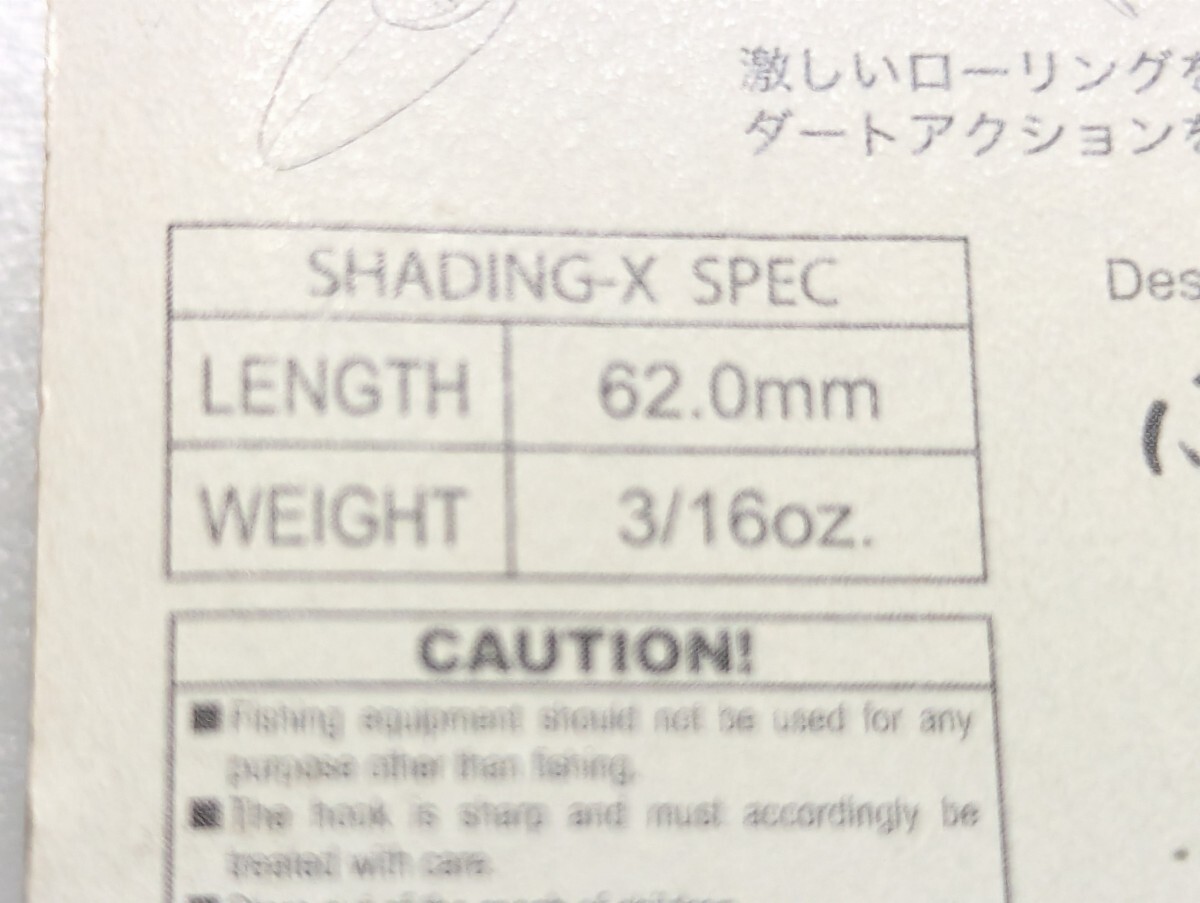 激しいローリングを
ダートアクションを
SHADING-X SPEC
Des
LENGTH 62.0mm
WEIGHT 3/16oz.
CAUTION!
■ Fishing equipment should not be used for any
purpose other than fishing.
■ The hook is sharp and must accordingly be
treated with care.